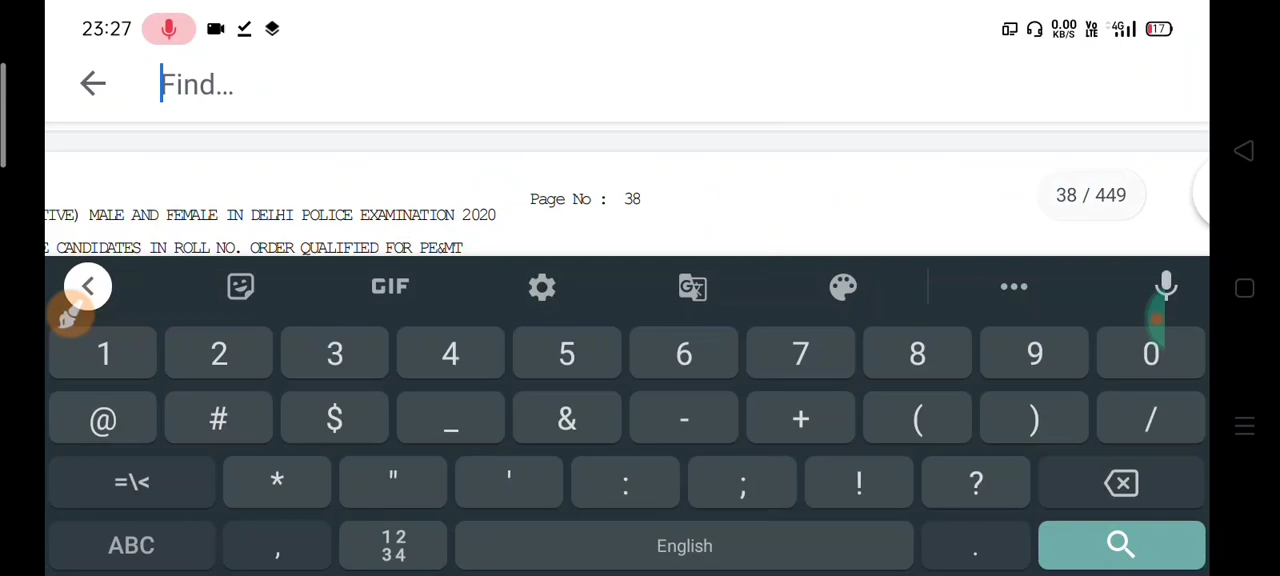 23:27 0.00 KB/S Vo LTE 4G 17
Find...
Page No : 38
38 / 449
TIVE) MALE AND FEMALE IN DELHI POLICE EXAMINATION 2020
E CANDIDATES IN ROLL NO. ORDER QUALIFIED FOR PE&MT
GIF
1 2 3 4 5 6 7 8 9 0
@ # $ _ & - + ( ) /
=\< * " ' : ; ! ?
ABC , 12 34 English .